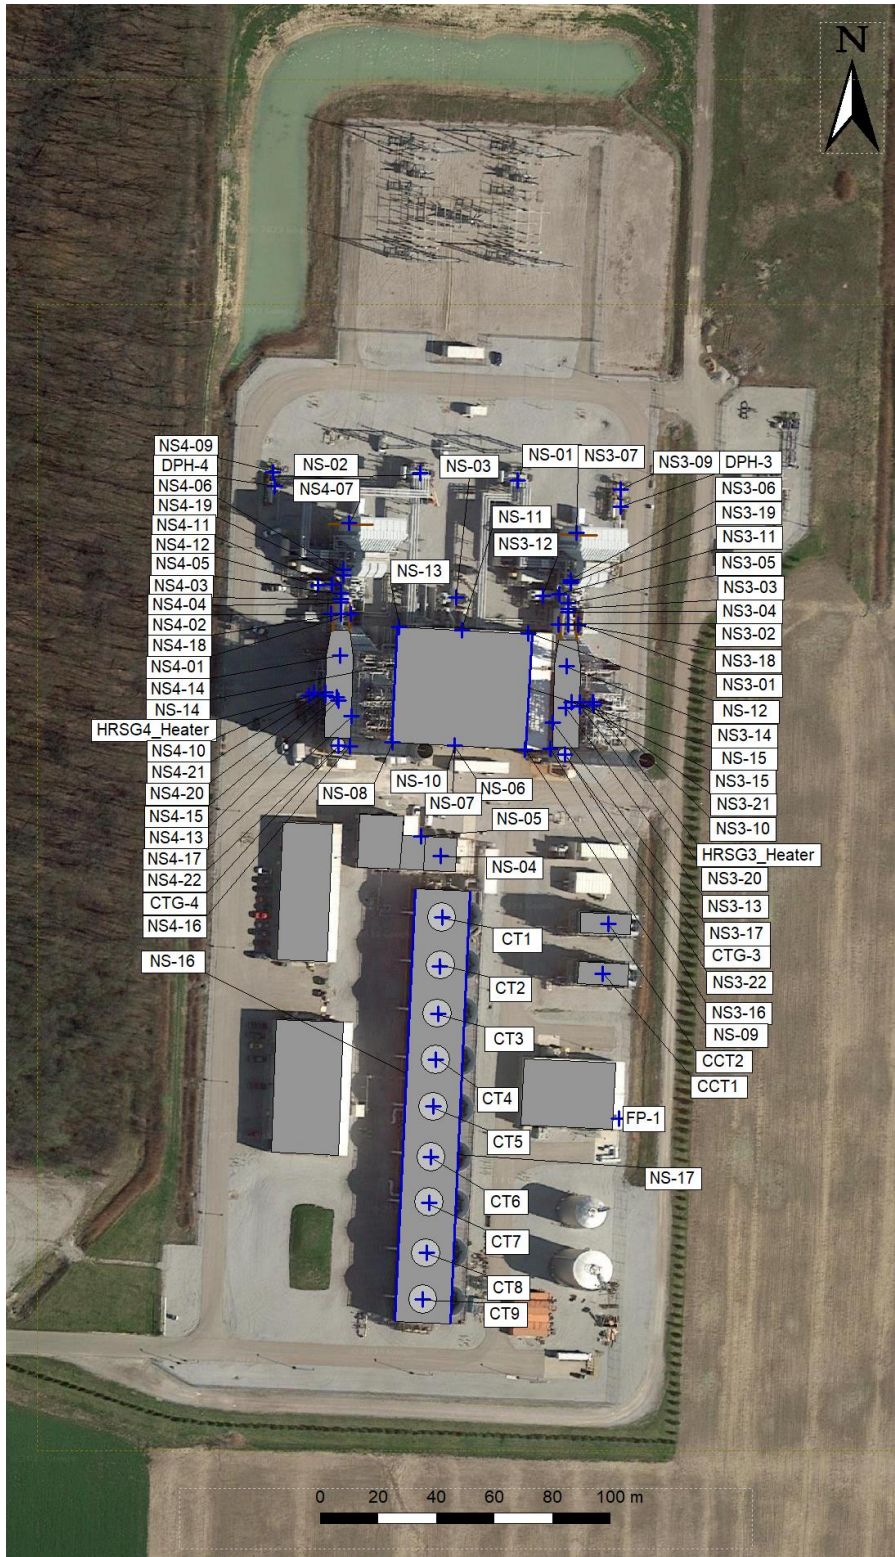 N
NS4-09
DPH-4
NS4-06
NS4-19
NS4-11
NS4-12
NS4-05
NS4-03
NS4-04
NS4-02
NS4-18
NS4-01
NS4-14
NS-14
HRSG4_Heater
NS4-10
NS4-21
NS4-20
NS4-15
NS4-13
NS4-17
NS4-22
CTG-4
NS4-16
NS-16
NS-02
NS4-07
NS-13
NS-03
NS-11
NS3-12
NS-01
NS3-07
NS3-09
DPH-3
NS3-06
NS3-19
NS3-11
NS3-05
NS3-03
NS3-04
NS3-02
NS3-18
NS3-01
NS-12
NS3-14
NS-15
NS3-15
NS3-21
NS3-10
HRSG3_Heater
NS3-20
NS3-13
NS3-17
CTG-3
NS3-22
NS3-16
NS-09
CCT2
CCT1
NS-08
NS-10
NS-07
NS-06
NS-05
NS-04
CT1
CT2
CT3
CT4
CT5
FP-1
CT6
NS-17
CT7
CT8
CT9
0 20 40 60 80 100 m